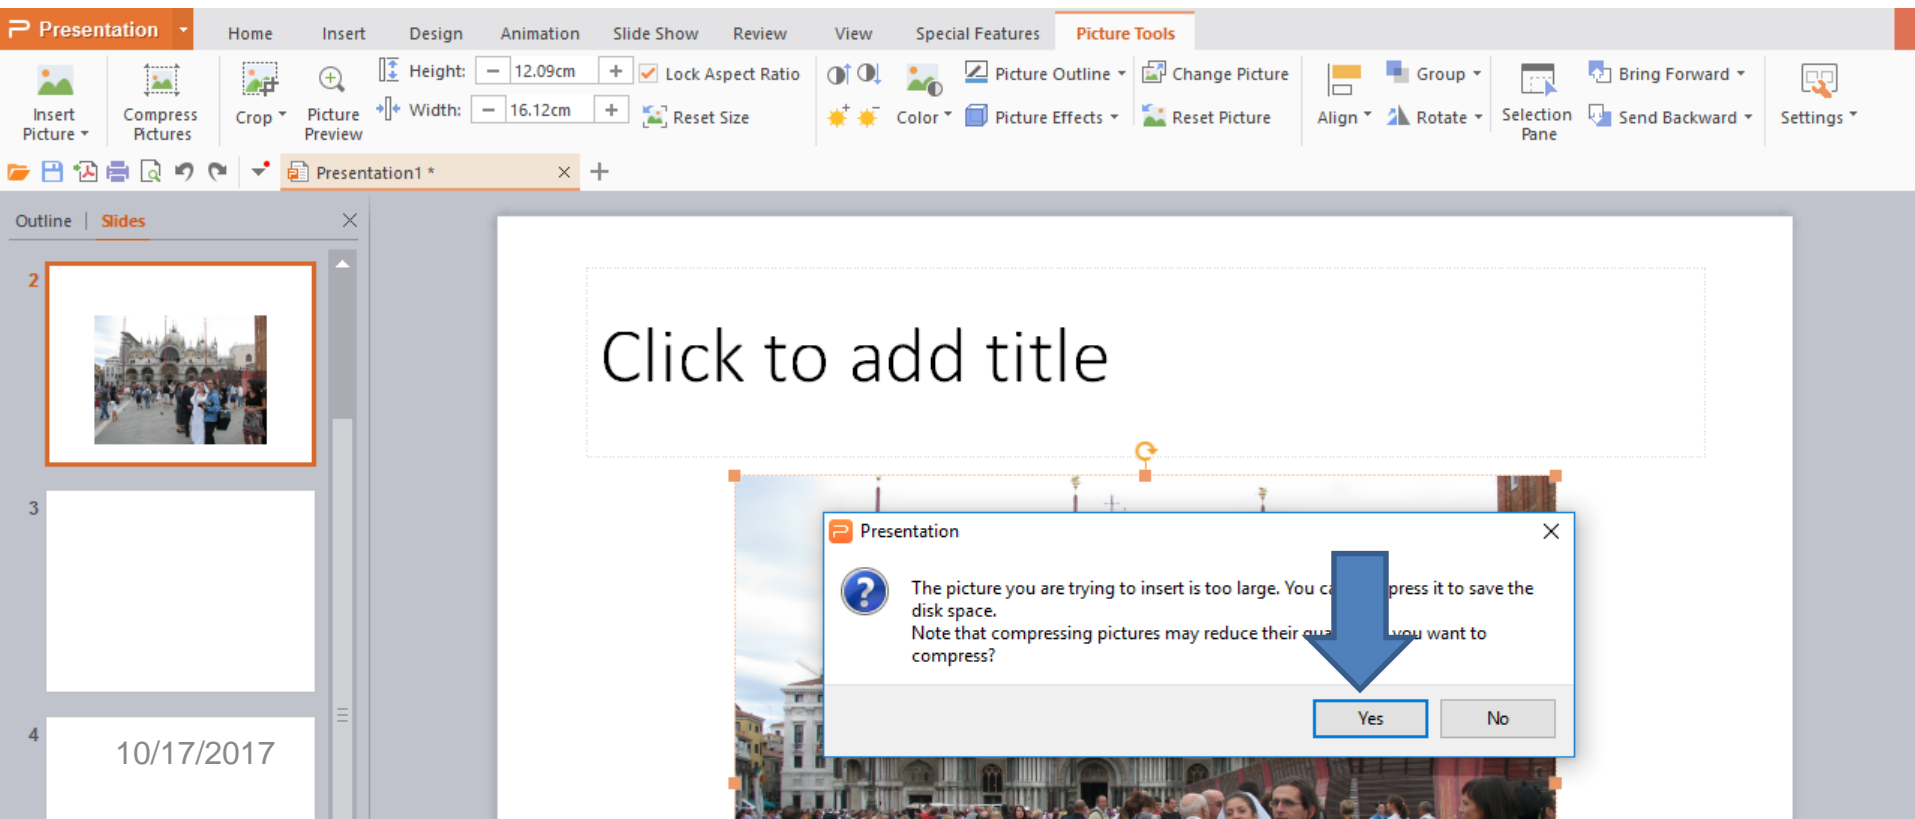 Presentation
Home Insert Design Animation Slide Show Review View Special Features Picture Tools
Height: 12.09cm Lock Aspect Ratio Picture Outline Change Picture Group Bring Forward
Insert Picture Compress Pictures Crop Picture Preview Width: 16.12cm Reset Size Color Picture Effects Reset Picture Align Rotate Selection Pane Send Backward Settings
Presentation1 *
Outline | Slides
2
Click to add title
3
Presentation
The picture you are trying to insert is too large. You press it to save the
disk space.
Note that compressing pictures may reduce their you want to
compress?
Yes No
4
10/17/2017